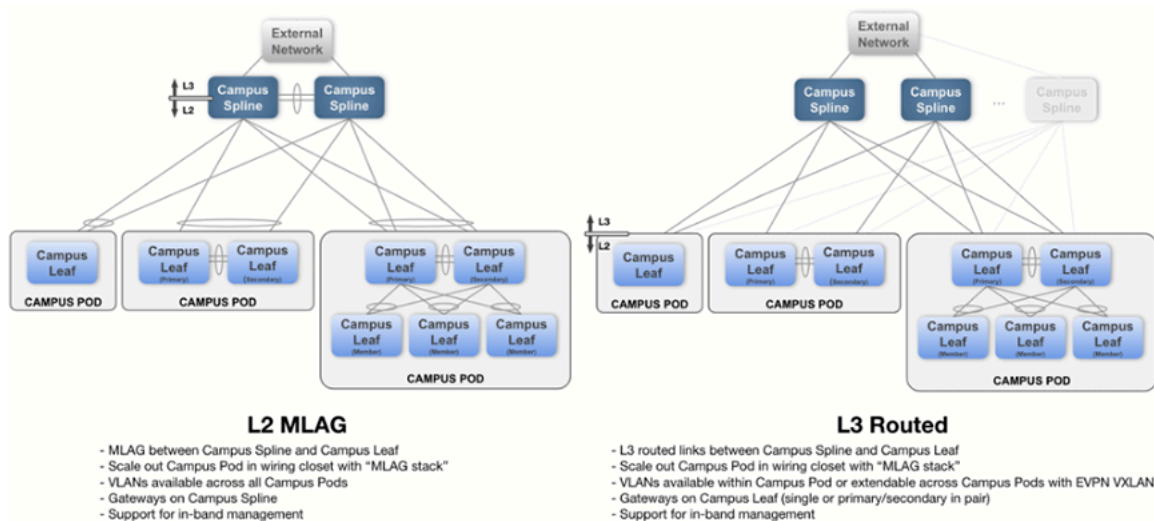 External
Network
L3
L2
Campus
Spline
Campus
Spline
Campus
Leaf
CAMPUS POD
Campus
Leaf
(Primary)
Campus
Leaf
(Secondary)
CAMPUS POD
Campus
Leaf
(Primary)
Campus
Leaf
(Secondary)
Campus
Leaf
(Member)
Campus
Leaf
(Member)
Campus
Leaf
(Member)
CAMPUS POD
L2 MLAG
- MLAG between Campus Spline and Campus Leaf
- Scale out Campus Pod in wiring closet with “MLAG stack”
- VLANs available across all Campus Pods
- Gateways on Campus Spline
- Support for in-band management
External
Network
Campus
Spline
Campus
Spline
...
Campus
Spline
L3
L2
Campus
Leaf
CAMPUS POD
Campus
Leaf
(Primary)
Campus
Leaf
(Secondary)
CAMPUS POD
Campus
Leaf
(Primary)
Campus
Leaf
(Secondary)
Campus
Leaf
(Member)
Campus
Leaf
(Member)
Campus
Leaf
(Member)
CAMPUS POD
L3 Routed
- L3 routed links between Campus Spline and Campus Leaf
- Scale out Campus Pod in wiring closet with “MLAG stack”
- VLANs available within Campus Pod or extendable across Campus Pods with EVPN VXLAN
- Gateways on Campus Leaf (single or primary/secondary in pair)
- Support for in-band management